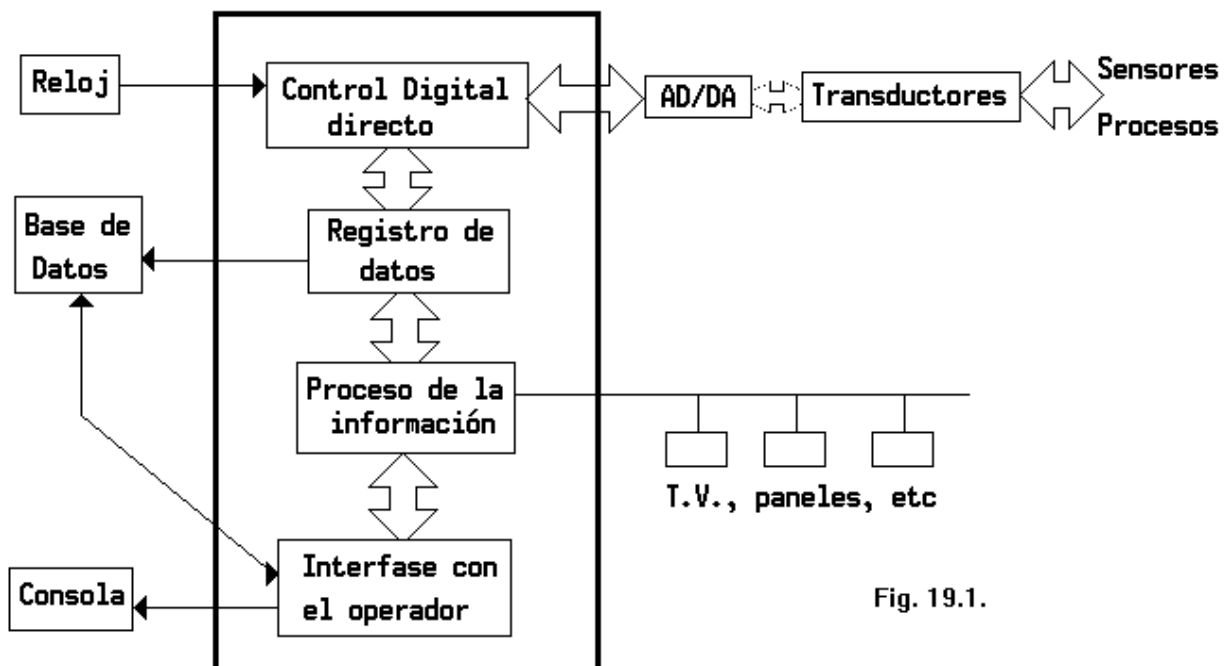 Reloj
Control Digital
directo
AD/DA
Transductores
Sensores
Procesos
Base de
Datos
Registro de
datos
Proceso de la
información
T.V., paneles, etc
Interfase con
el operador
Consola
Fig. 19.1.